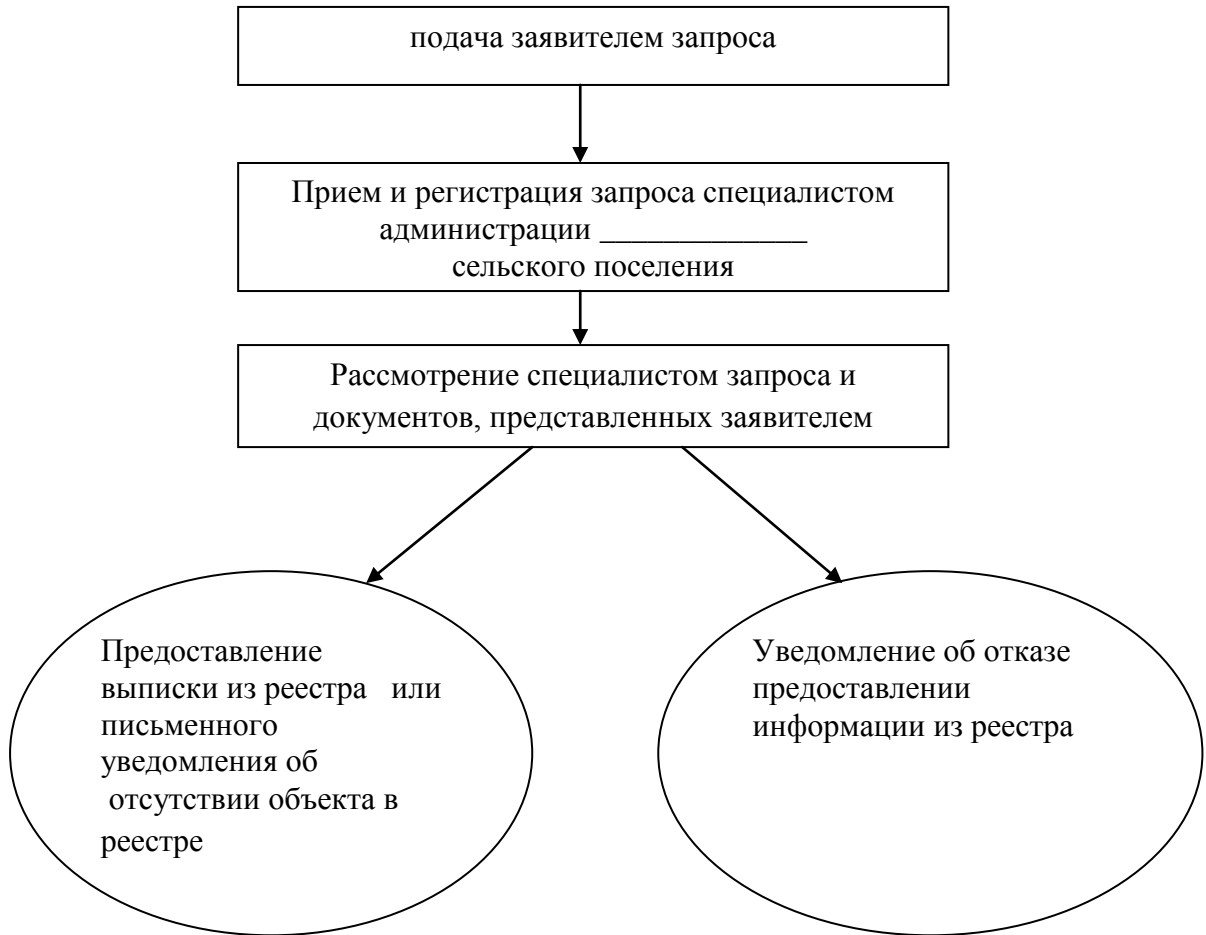 подача заявителем запроса
Прием и регистрация запроса специалистом
администрации _____________
сельского поселения
Рассмотрение специалистом запроса и
документов, представленных заявителем
Предоставление
выписки из реестра или
письменного
уведомления об
отсутствии объекта в
реестре
Уведомление об отказе
предоставлении
информации из реестра